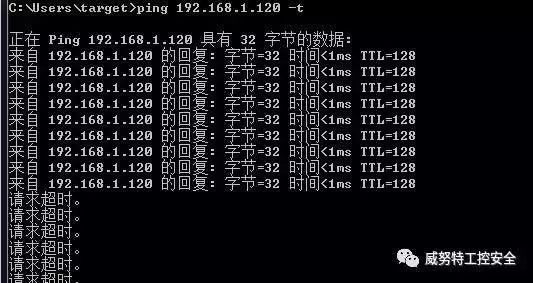 C:\Users\target>ping 192.168.1.120 -t
正在 Ping 192.168.1.120 具有 32 字节的数据:
来自 192.168.1.120 的回复: 字节=32 时间<1ms TTL=128
来自 192.168.1.120 的回复: 字节=32 时间<1ms TTL=128
来自 192.168.1.120 的回复: 字节=32 时间<1ms TTL=128
来自 192.168.1.120 的回复: 字节=32 时间<1ms TTL=128
来自 192.168.1.120 的回复: 字节=32 时间<1ms TTL=128
来自 192.168.1.120 的回复: 字节=32 时间<1ms TTL=128
来自 192.168.1.120 的回复: 字节=32 时间<1ms TTL=128
来自 192.168.1.120 的回复: 字节=32 时间<1ms TTL=128
来自 192.168.1.120 的回复: 字节=32 时间<1ms TTL=128
请求超时。
请求超时。
请求超时。
请求超时。
请求超时。
请求超时。
威努特工控安全